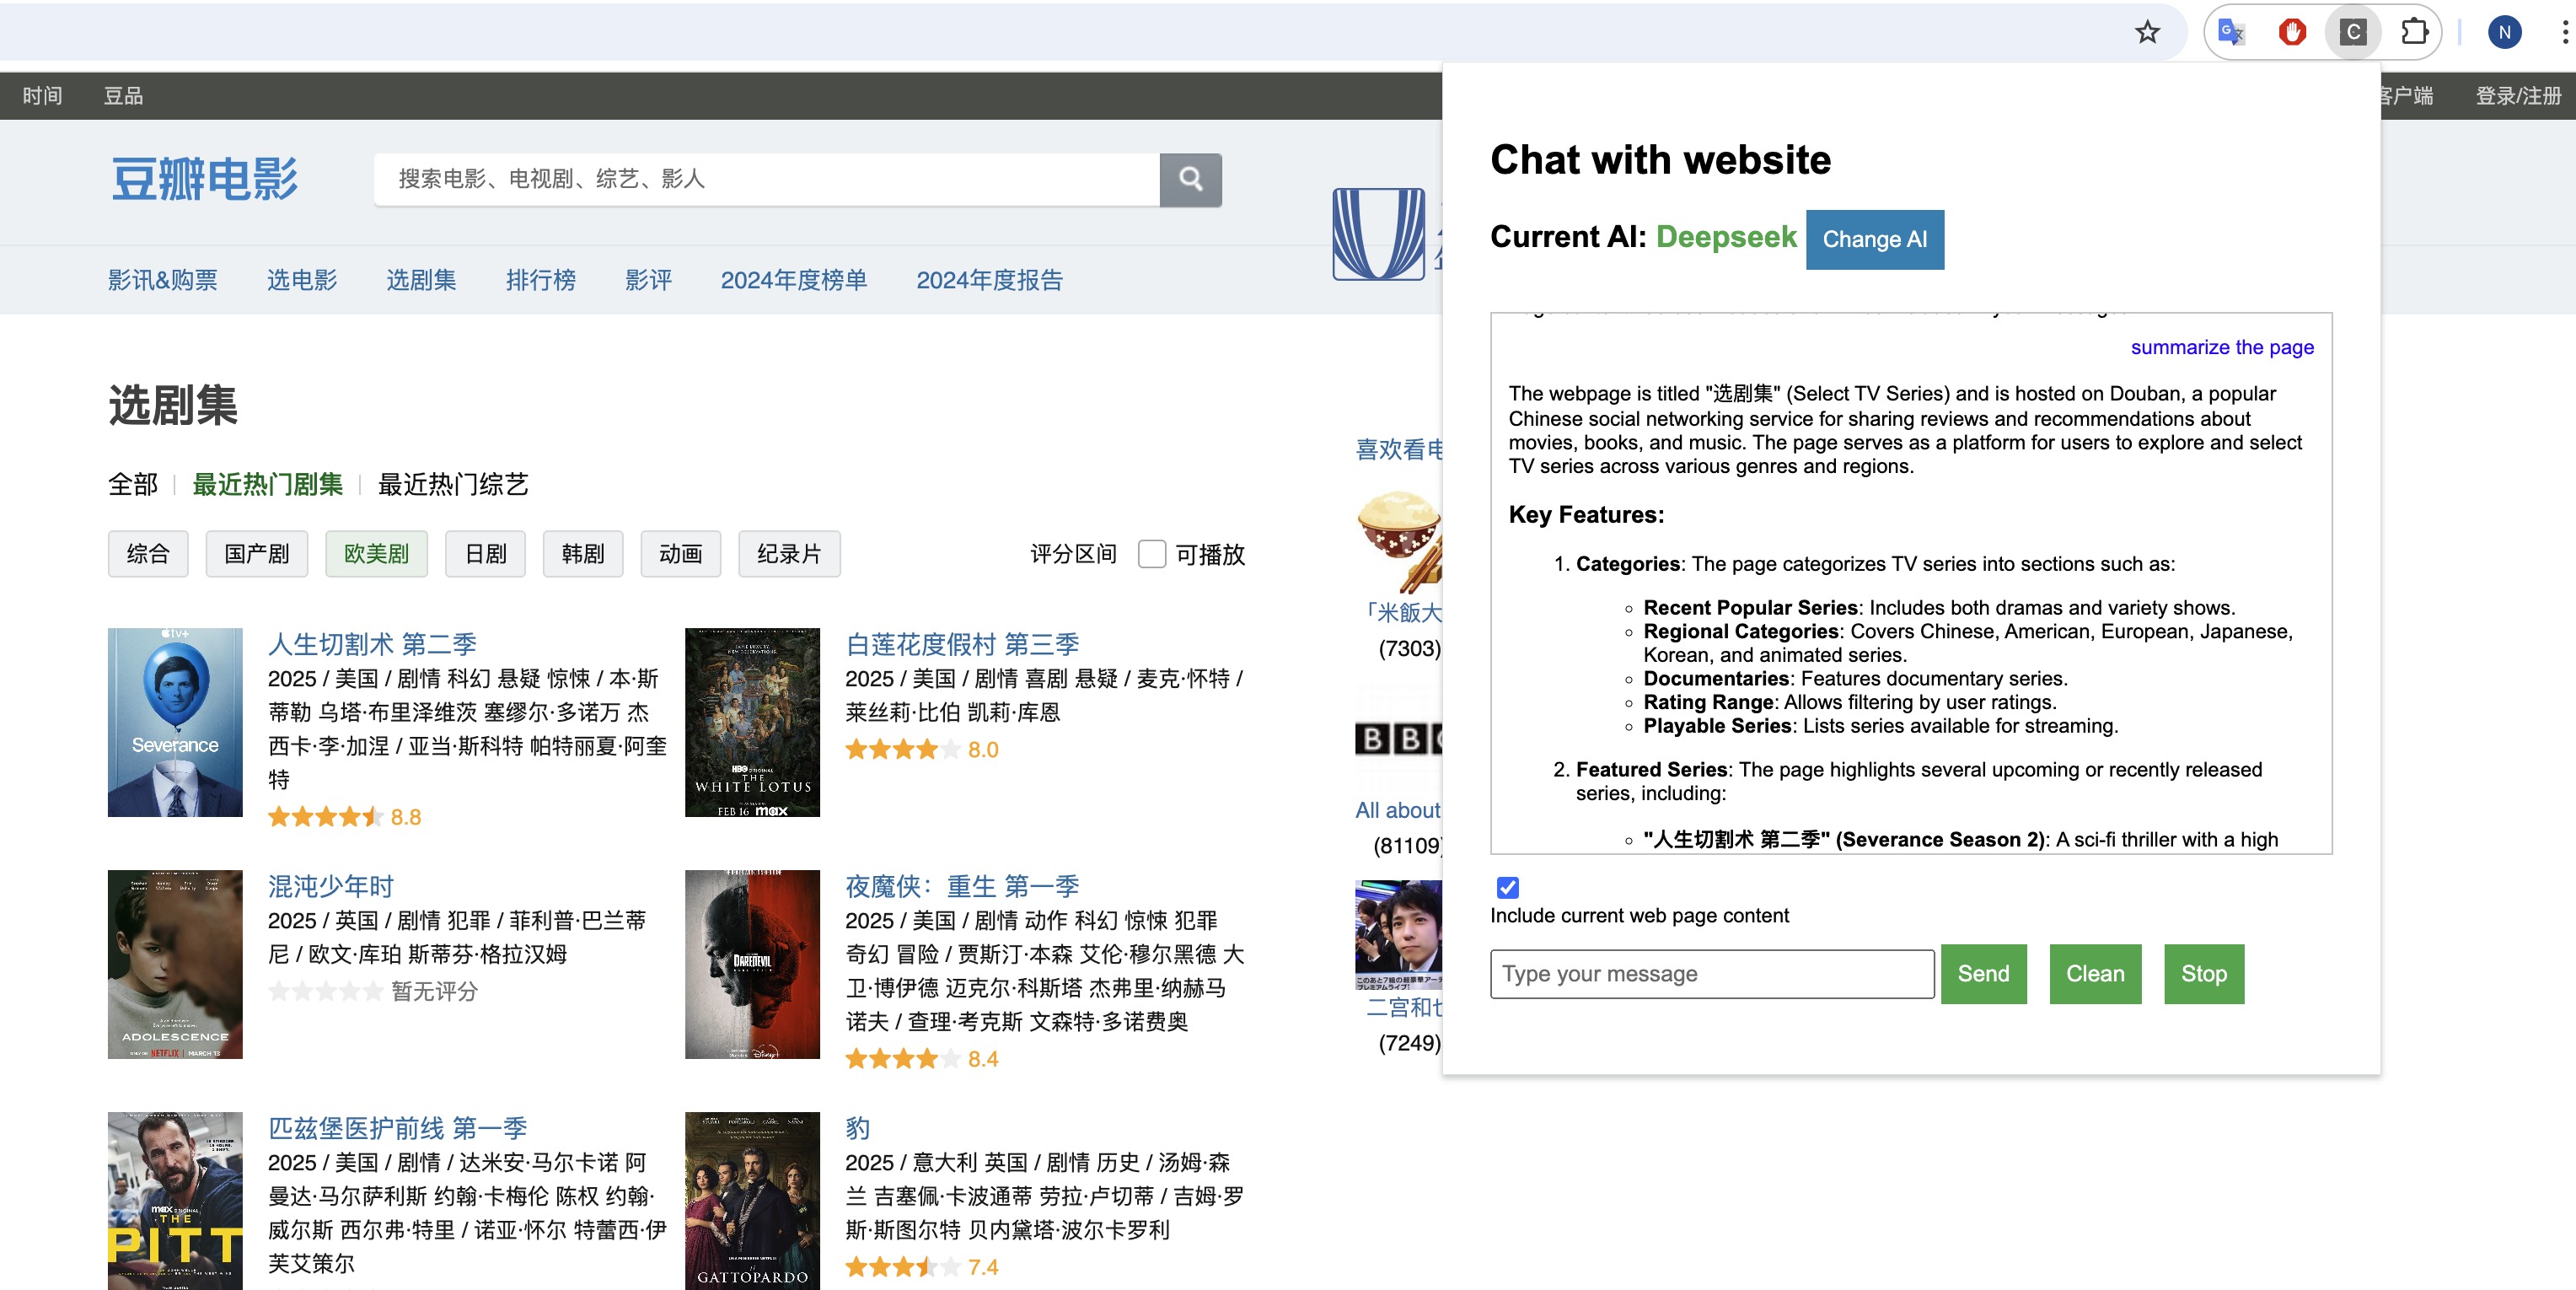 N
时间 豆品
客户端 登录/注册
豆瓣电影
搜索电影、电视剧、综艺、影人
影讯&购票 选电影 选剧集 排行榜 影评 2024年度榜单 2024年度报告
选剧集
全部 最近热门剧集 最近热门综艺
综合 国产剧 欧美剧 日剧 韩剧 动画 纪录片 评分区间 可播放
tv+
Severance
人生切割术 第二季
2025 / 美国 / 剧情 科幻 悬疑 惊悚 / 本·斯
蒂勒 乌塔·布里泽维茨 塞缪尔·多诺万 杰
西卡·李·加涅 / 亚当·斯科特 帕特丽夏·阿奎
特
8.8
HBO ORIGINAL
THE
WHITE LOTUS
FEB 16 max
白莲花度假村 第三季
2025 / 美国 / 剧情 喜剧 悬疑 / 麦克·怀特 /
莱丝莉·比伯 凯莉·库恩
8.0
ADOLESCENCE
NETFLIX | MARCH 13
混沌少年时
2025 / 英国 / 剧情 犯罪 / 菲利普·巴兰蒂
尼 / 欧文·库珀 斯蒂芬·格拉汉姆
暂无评分
DAREDEVIL
夜魔侠：重生 第一季
2025 / 美国 / 剧情 动作 科幻 惊悚 犯罪
奇幻 冒险 / 贾斯汀·本森 艾伦·穆尔黑德 大
卫·博伊德 迈克尔·科斯塔 杰弗里·纳赫马
诺夫 / 查理·考克斯 文森特·多诺费奥
8.4
max ORIGINAL
THE
PITT
匹兹堡医护前线 第一季
2025 / 美国 / 剧情 / 达米安·马尔卡诺 阿
曼达·马尔萨利斯 约翰·卡梅伦 陈权 约翰·
威尔斯 西尔弗·特里 / 诺亚·怀尔 特蕾西·伊
芙艾策尔
GATTOPARDO
豹
2025 / 意大利 英国 / 剧情 历史 / 汤姆·森
兰 吉塞佩·卡波通蒂 劳拉·卢切蒂 / 吉姆·罗
斯·斯图尔特 贝内黛塔·波尔卡罗利
7.4
喜欢看电
「米飯大
(7303)
BBC
All about
(81109)
二宫和也
(7249)
C
Chat with website
Current AI: Deepseek Change AI
summarize the page
The webpage is titled "选剧集" (Select TV Series) and is hosted on Douban, a popular
Chinese social networking service for sharing reviews and recommendations about
movies, books, and music. The page serves as a platform for users to explore and select
TV series across various genres and regions.
Key Features:
1. Categories: The page categorizes TV series into sections such as:
Recent Popular Series: Includes both dramas and variety shows.
Regional Categories: Covers Chinese, American, European, Japanese,
Korean, and animated series.
Documentaries: Features documentary series.
Rating Range: Allows filtering by user ratings.
Playable Series: Lists series available for streaming.
2. Featured Series: The page highlights several upcoming or recently released
series, including:
"人生切割术 第二季" (Severance Season 2): A sci-fi thriller with a high
Include current web page content
Type your message Send Clean Stop